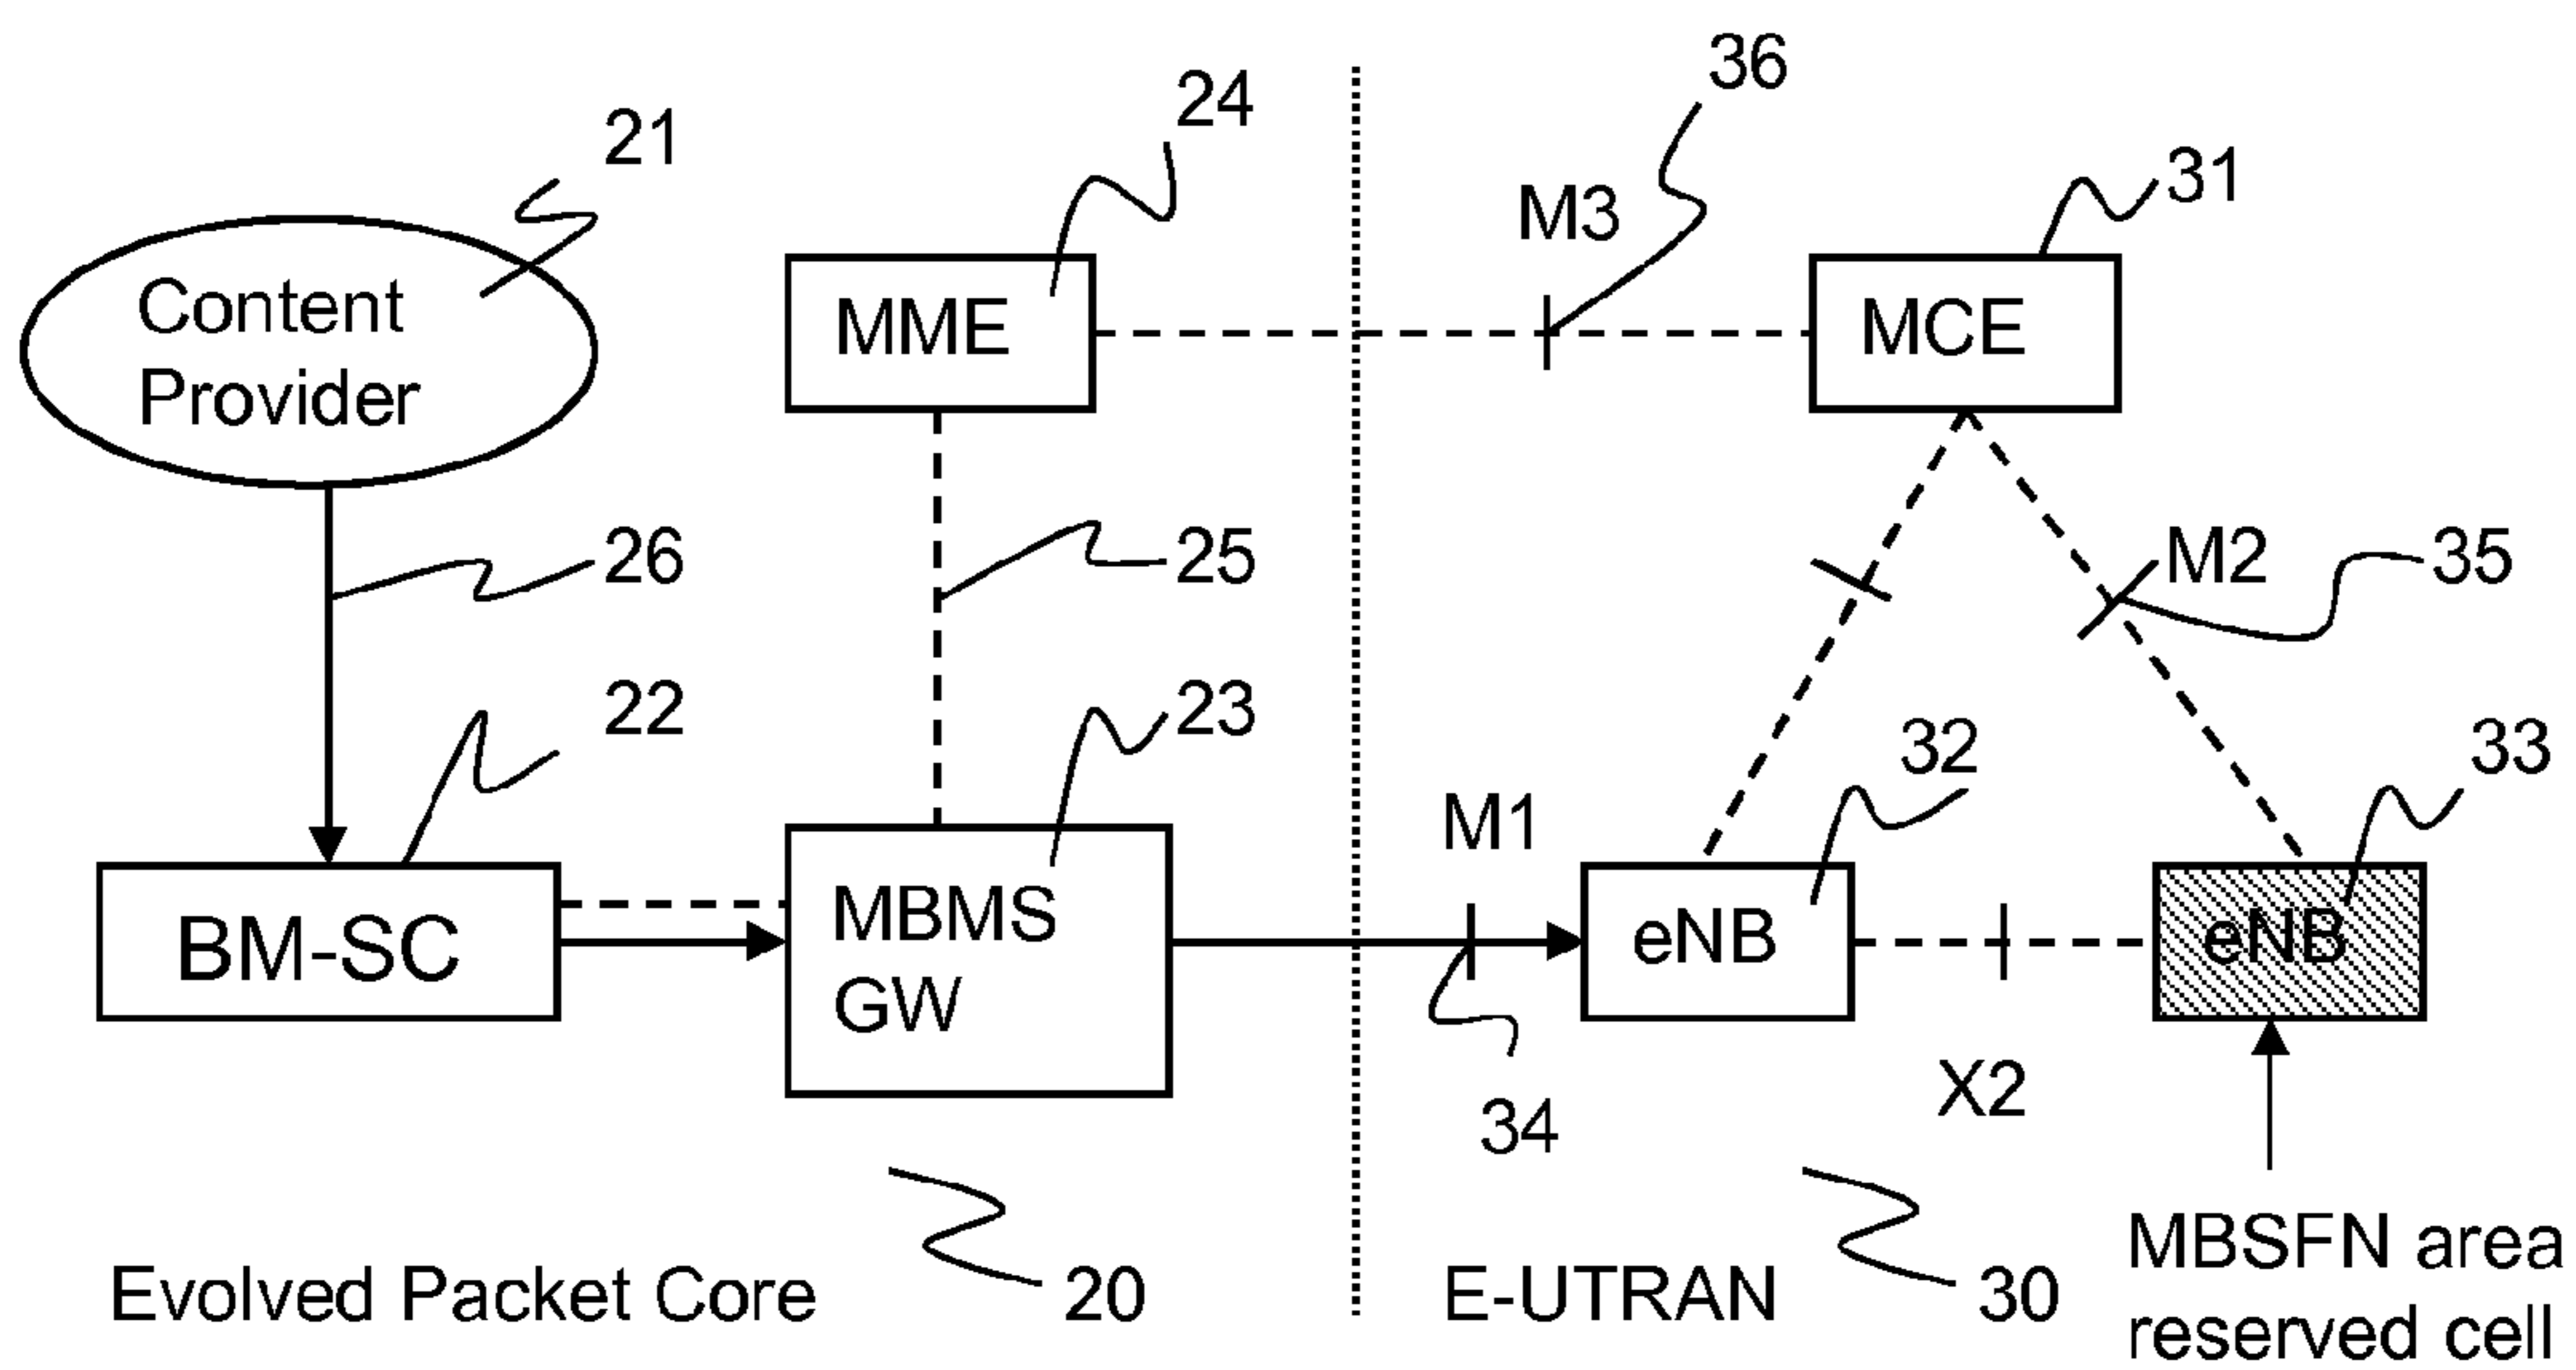 36
24
21
31
M3
Content
Provider
MME
MCE
26
25
M2
35
22
23
32
33
M1
BM-SC
MBMS
GW
eNB
eNB
X2
34
MBSFN area
reserved cell
Evolved Packet Core
20
E-UTRAN
30